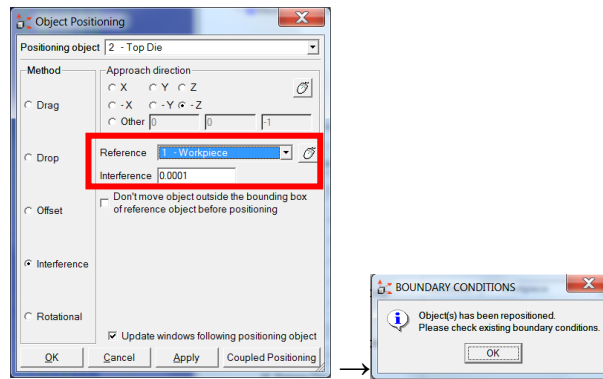 Object Positioning
Positioning object 2 - Top Die
Method
Approach direction
X Y Z
-X -Y -Z
Other 0 0 -1
Drag
Drop
Reference 1 - Workpiece
Interference 0.0001
Don't move object outside the bounding box
of reference object before positioning
Offset
Interference
Rotational
Update windows following positioning object
OK Cancel Apply Coupled Positioning
→
BOUNDARY CONDITIONS
Object(s) has been repositioned.
Please check existing boundary conditions.
OK